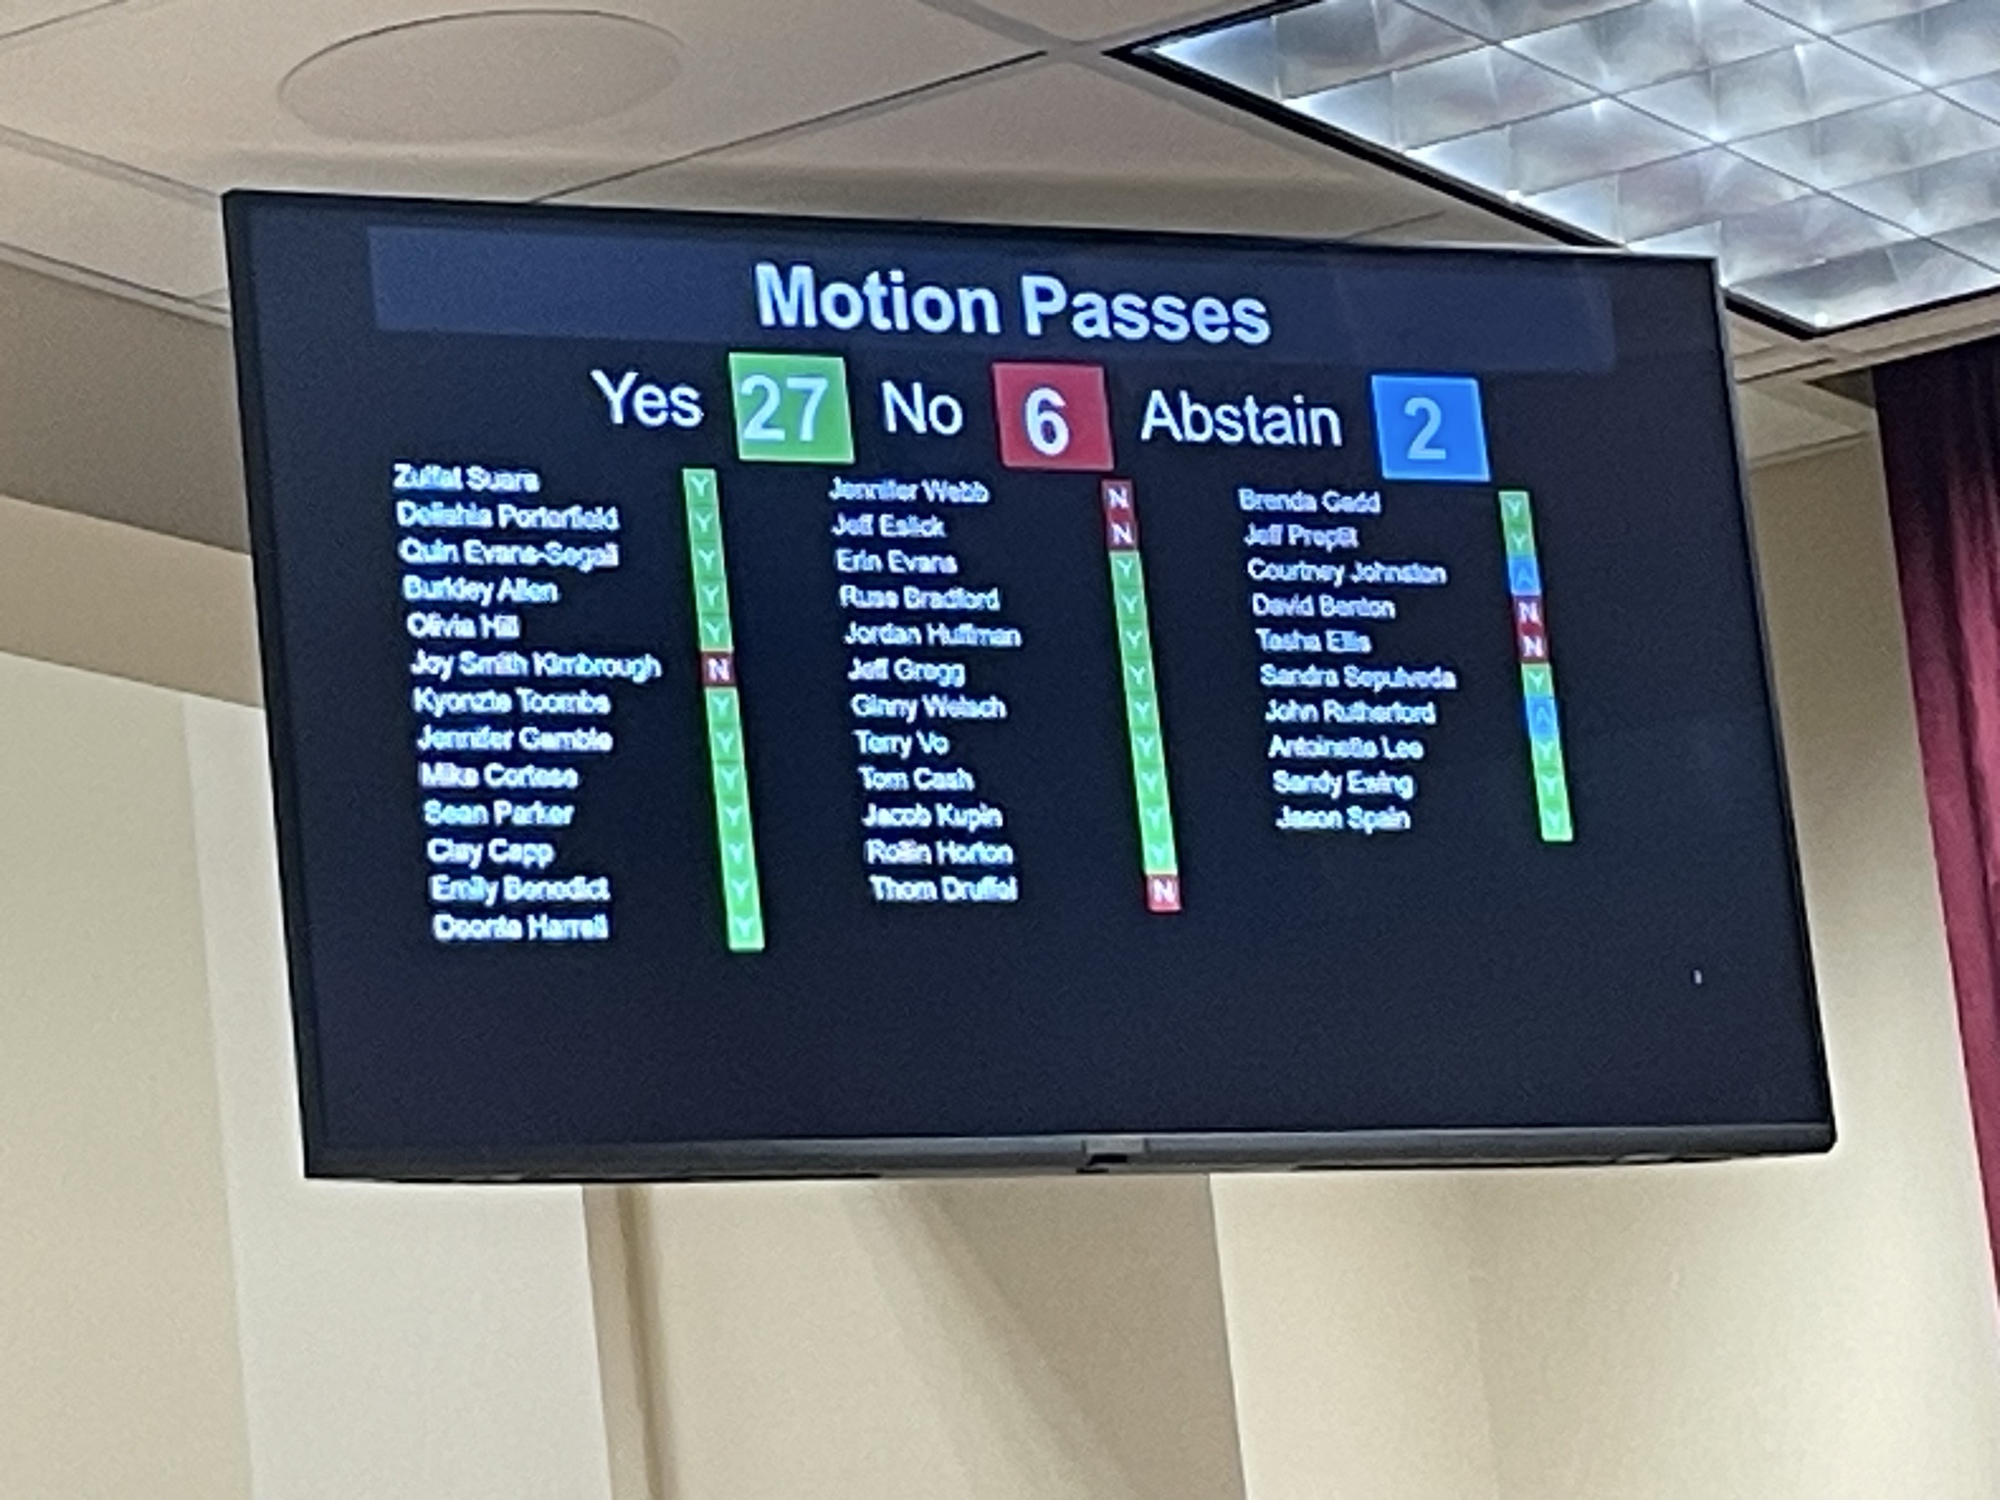 Motion Passes
Yes 27 No 6 Abstain 2
Zulfat Suara Y
Delishia Porterfield Y
Quin Evans-Segall Y
Burkley Allen Y
Olivia Hill Y
Joy Smith Kimbrough N
Kyonzte Toombs Y
Jennifer Gamble Y
Mike Cortese Y
Sean Parker Y
Clay Capp Y
Emily Benedict Y
Deonte Harrell Y
Jennifer Webb N
Jeff Eslick N
Erin Evans Y
Russ Bradford Y
Jordan Huffman Y
Jeff Gregg Y
Ginny Welsch Y
Terry Vo Y
Tom Cash Y
Jacob Kupin Y
Rollin Horton Y
Thom Druffel N
Brenda Gadd Y
Jeff Preptit Y
Courtney Johnston A
David Benton N
Tasha Ellis N
Sandra Sepulveda Y
John Rutherford A
Antoinette Lee Y
Sandy Ewing Y
Jason Spain Y